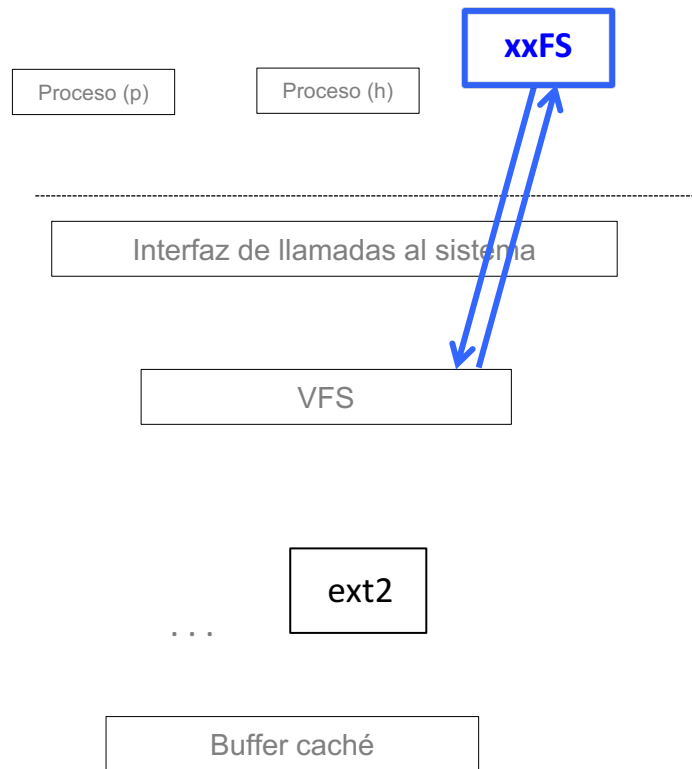 xxFS
Proceso (p)
Proceso (h)
Interfaz de llamadas al sistema
VFS
ext2
. . .
Buffer caché